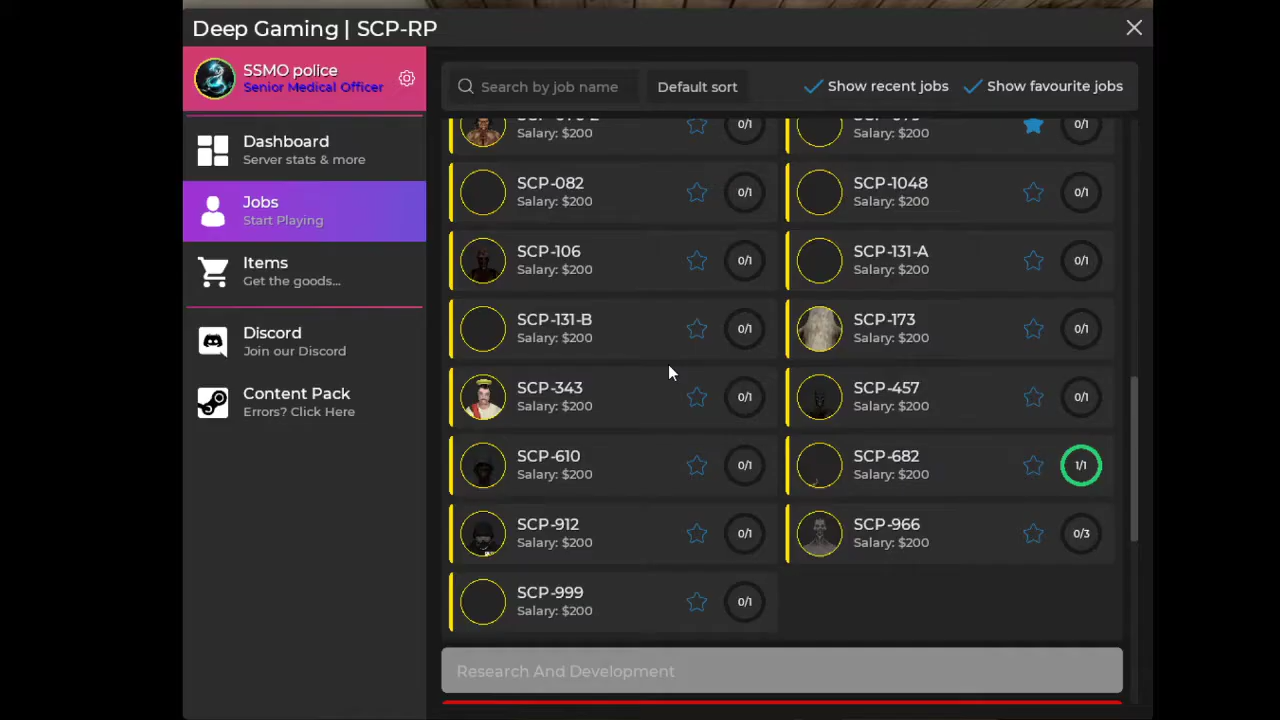 Deep Gaming | SCP-RP
SSMO police
Senior Medical Officer
Dashboard
Server stats & more
Jobs
Start Playing
Items
Get the goods...
Discord
Join our Discord
Content Pack
Errors? Click Here
Search by job name
Default sort
Show recent jobs
Show favourite jobs
Salary: $200
0/1
Salary: $200
0/1
SCP-082
Salary: $200
0/1
SCP-1048
Salary: $200
0/1
SCP-106
Salary: $200
0/1
SCP-131-A
Salary: $200
0/1
SCP-131-B
Salary: $200
0/1
SCP-173
Salary: $200
0/1
SCP-343
Salary: $200
0/1
SCP-457
Salary: $200
0/1
SCP-610
Salary: $200
0/1
SCP-682
Salary: $200
1/1
SCP-912
Salary: $200
0/1
SCP-966
Salary: $200
0/3
SCP-999
Salary: $200
0/1
Research And Development